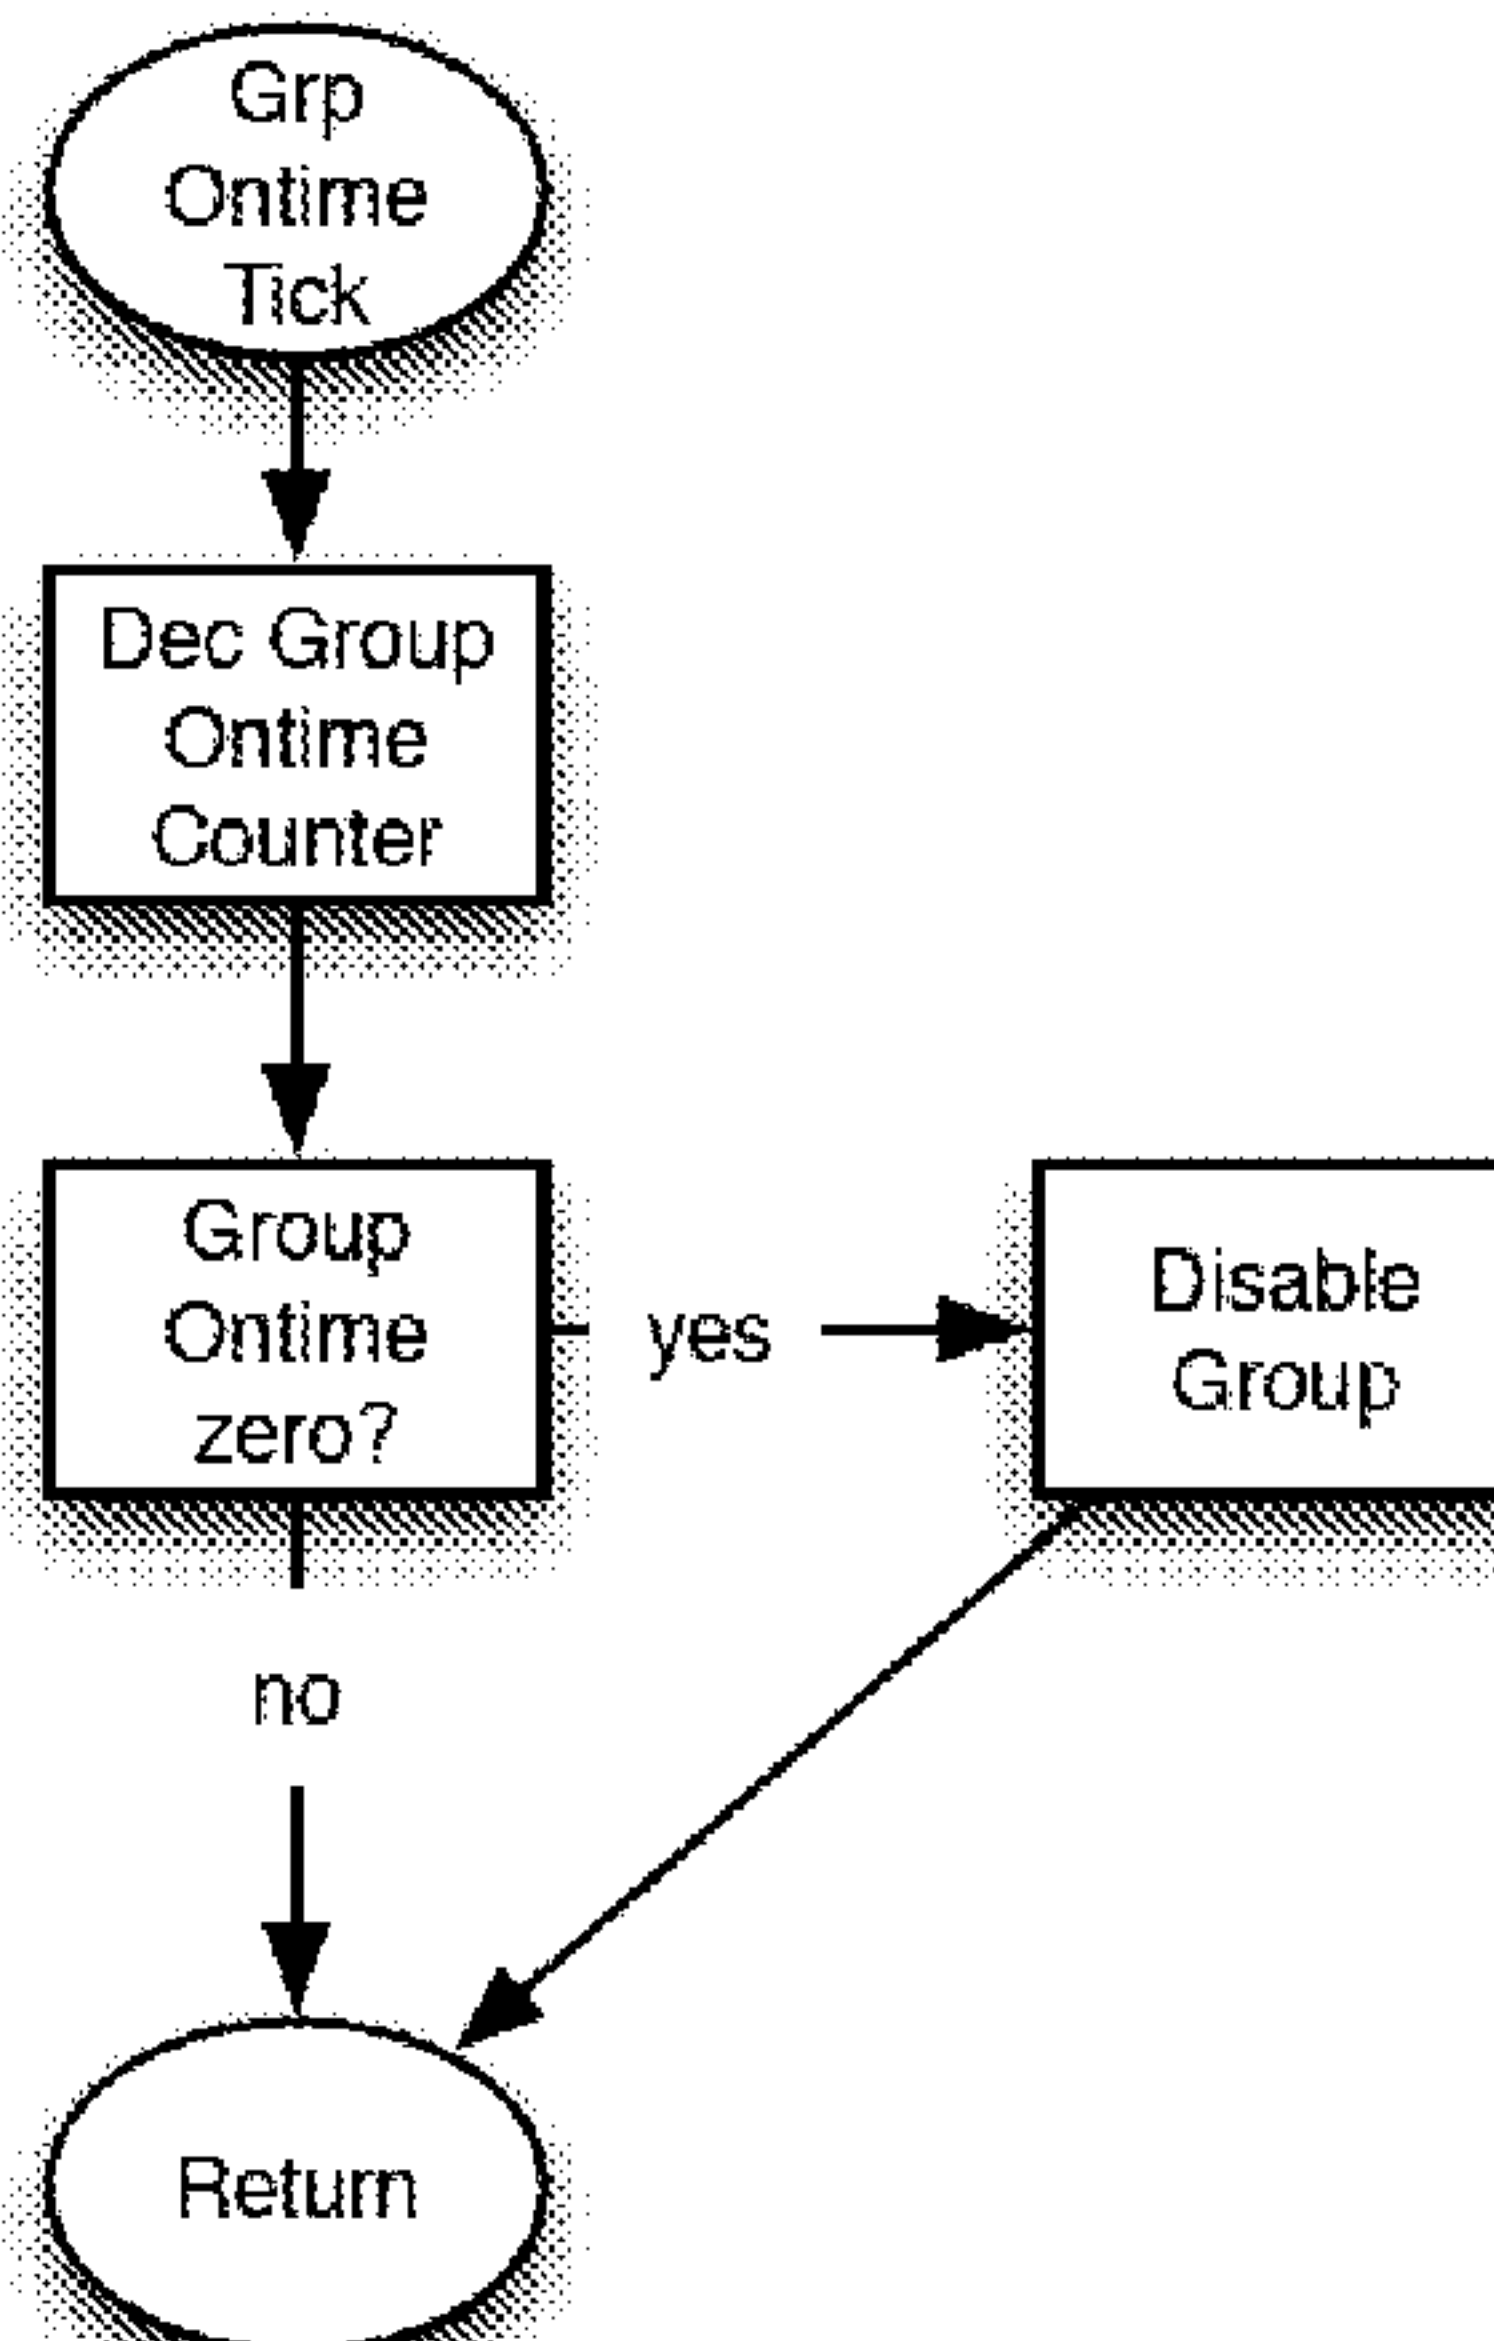 Grp
Ontime
Tick
Dec Group
Ontime
Counter
Group
Ontime
zero?
yes
Disable
Group
no
Return